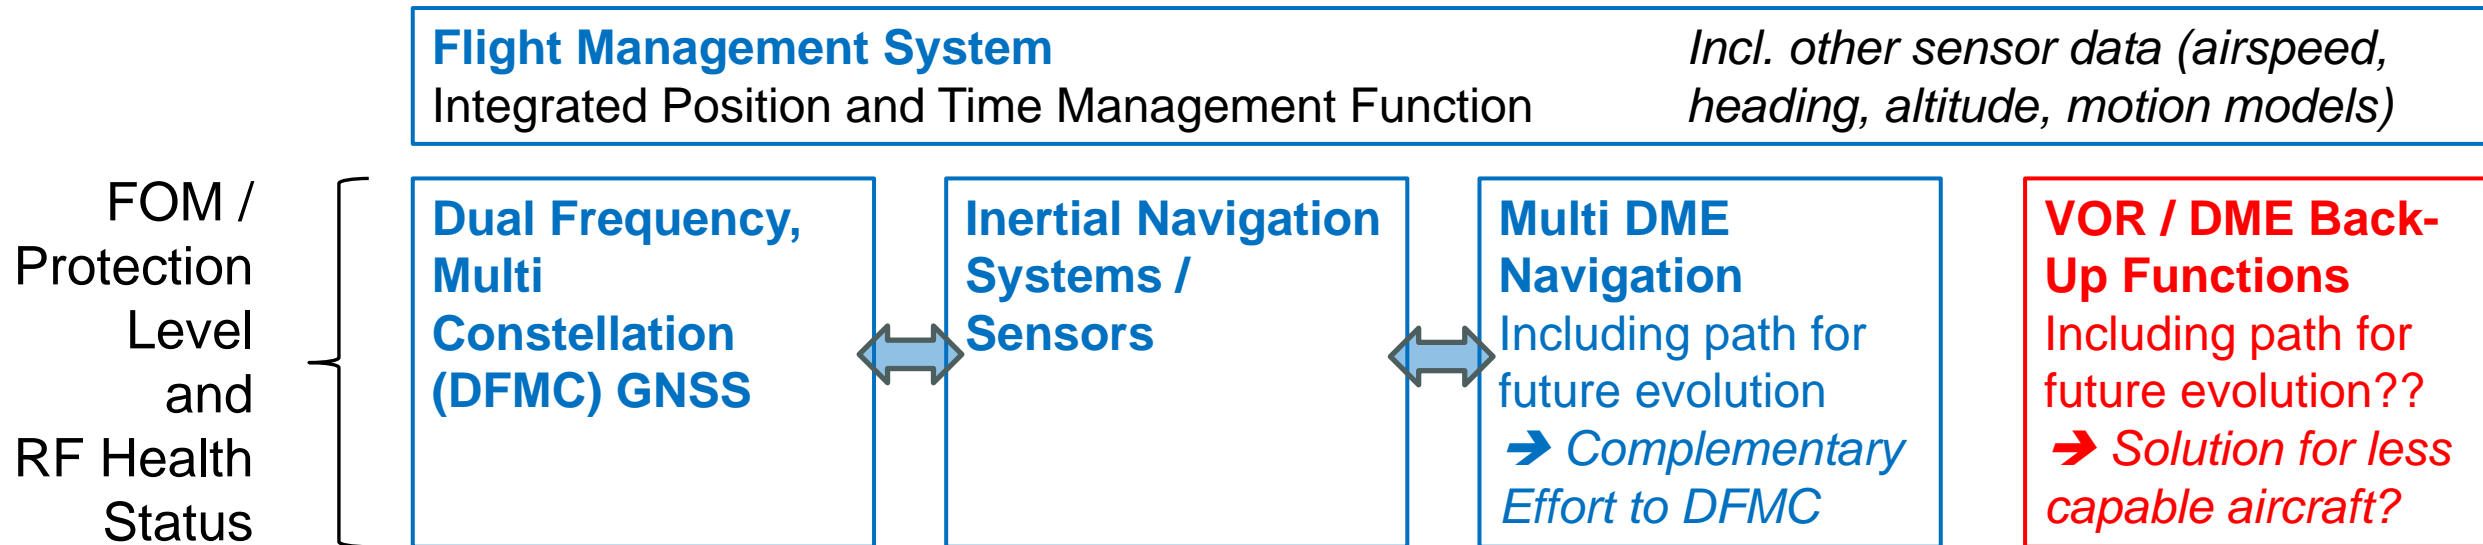 Flight Management System
Integrated Position and Time Management Function
Incl. other sensor data (airspeed,
heading, altitude, motion models)
FOM /
Protection
Level
and
RF Health
Status
Dual Frequency,
Multi
Constellation
(DFMC) GNSS
Inertial Navigation
Systems /
Sensors
Multi DME
Navigation
Including path for
future evolution
➔ Complementary
Effort to DFMC
VOR / DME Back-
Up Functions
Including path for
future evolution??
➔ Solution for less
capable aircraft?